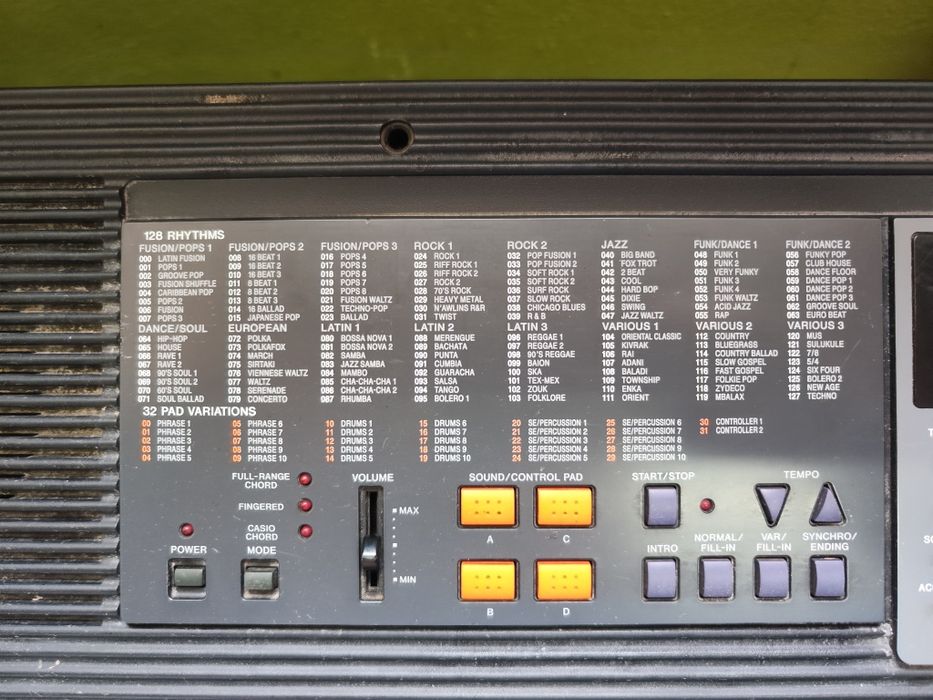 128 RHYTHMS
FUSION/POPS 1
000 LATIN FUSION
001 POPS 1
002 GROOVE POP
003 FUSION SHUFFLE
004 CARIBBEAN POP
005 POPS 2
006 FUSION
007 POPS 3
FUSION/POPS 2
008 16 BEAT 1
009 16 BEAT 2
010 16 BEAT 3
011 8 BEAT 1
012 8 BEAT 2
013 8 BEAT 3
014 16 BALLAD
015 JAPANESE POP
FUSION/POPS 3
016 POPS 4
017 POPS 5
018 POPS 6
019 POPS 7
020 POPS 8
021 FUSION WALTZ
022 TECHNO-POP
023 BALLAD
ROCK 1
024 ROCK 1
025 RIFF ROCK 1
026 RIFF ROCK 2
027 ROCK 2
028 70'S ROCK
029 HEAVY METAL
030 N'AWLINS R&R
031 TWIST
ROCK 2
032 POP FUSION 1
033 POP FUSION 2
034 SOFT ROCK 1
035 SOFT ROCK 2
036 SURF ROCK
037 SLOW ROCK
038 CHICAGO BLUES
039 R & B
JAZZ
040 BIG BAND
041 FOX TROT
042 2 BEAT
043 COOL
044 HARD BOP
045 DIXIE
046 SWING
047 JAZZ WALTZ
FUNK/DANCE 1
048 FUNK 1
049 FUNK 2
050 VERY FUNKY
051 FUNK 3
052 FUNK 4
053 FUNK WALTZ
054 ACID JAZZ
055 RAP
FUNK/DANCE 2
056 FUNKY POP
057 CLUB HOUSE
058 DANCE FLOOR
059 DANCE POP 1
060 DANCE POP 2
061 DANCE POP 3
062 GROOVE SOUL
063 EURO BEAT
DANCE/SOUL
064 HIP-HOP
065 HOUSE
066 RAVE 1
067 RAVE 2
068 90'S SOUL 1
069 90'S SOUL 2
070 60'S SOUL
071 SOUL BALLAD
EUROPEAN
072 POLKA
073 POLKAFOX
074 MARCH
075 SIRTAKI
076 VIENNESE WALTZ
077 WALTZ
078 SERENADE
079 CONCERTO
LATIN 1
080 BOSSA NOVA 1
081 BOSSA NOVA 2
082 SAMBA
083 JAZZ SAMBA
084 MAMBO
085 CHA-CHA-CHA 1
086 CHA-CHA-CHA 2
087 RHUMBA
LATIN 2
088 MERENGUE
089 BACHATA
090 PUNTA
091 CUMBIA
092 GUARACHA
093 SALSA
094 TANGO
095 BOLERO 1
LATIN 3
096 REGGAE 1
097 REGGAE 2
098 90'S REGGAE
099 BAION
100 SKA
101 TEX-MEX
102 ZOUK
103 FOLKLORE
VARIOUS 1
104 ORIENTAL CLASSIC
105 KIVRAK
106 RAI
107 ADANI
108 BALADI
109 TOWNSHIP
110 ENKA
111 ORIENT
VARIOUS 2
112 COUNTRY
113 BLUEGRASS
114 COUNTRY BALLAD
115 SLOW GOSPEL
116 FAST GOSPEL
117 FOLKIE POP
118 ZYDECO
119 MBALAX
VARIOUS 3
120 MUS
121 SULUKULE
122 7/8
123 5/4
124 SIX FOUR
125 BOLERO 2
126 NEW AGE
127 TECHNO
32 PAD VARIATIONS
00 PHRASE 1
01 PHRASE 2
02 PHRASE 3
03 PHRASE 4
04 PHRASE 5
05 PHRASE 6
06 PHRASE 7
07 PHRASE 8
08 PHRASE 9
09 PHRASE 10
10 DRUMS 1
11 DRUMS 2
12 DRUMS 3
13 DRUMS 4
14 DRUMS 5
15 DRUMS 6
16 DRUMS 7
17 DRUMS 8
18 DRUMS 9
19 DRUMS 10
20 SE/PERCUSSION 1
21 SE/PERCUSSION 2
22 SE/PERCUSSION 3
23 SE/PERCUSSION 4
24 SE/PERCUSSION 5
25 SE/PERCUSSION 6
26 SE/PERCUSSION 7
27 SE/PERCUSSION 8
28 SE/PERCUSSION 9
29 SE/PERCUSSION 10
30 CONTROLLER 1
31 CONTROLLER 2
FULL-RANGE
CHORD
FINGERED
CASIO
CHORD
POWER
MODE
VOLUME
MAX
MIN
SOUND/CONTROL PAD
A
C
B
D
START/STOP
TEMPO
INTRO
NORMAL/
FILL-IN
VAR/
FILL-IN
SYNCHRO/
ENDING